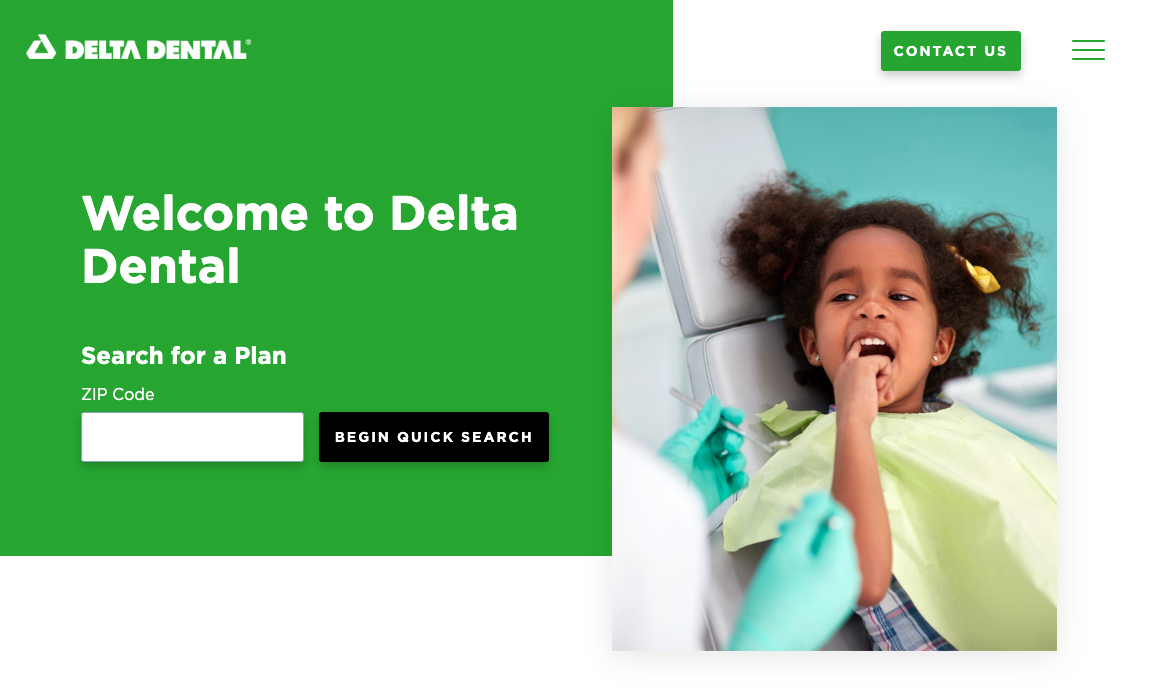 DELTA DENTAL®
CONTACT US
Welcome to Delta
Dental
Search for a Plan
ZIP Code
BEGIN QUICK SEARCH